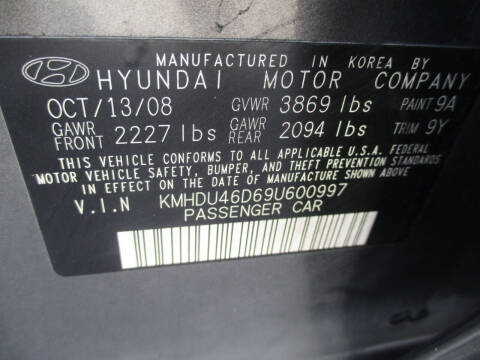 MANUFACTURED IN KOREA BY
HYUNDAI MOTOR COMPANY
OCT/13/08 GVWR 3869 lbs PAINT 9A
GAWR FRONT 2227 lbs GAWR REAR 2094 lbs TRIM 9Y
THIS VEHICLE CONFORMS TO ALL APPLICABLE U.S.A. FEDERAL
MOTOR VEHICLE SAFETY, BUMPER, AND THEFT PREVENTION STANDARDS
IN EFFECT ON THE DATE OF MANUFACTURE SHOWN ABOVE
V.I.N KMHDU46D69U600997
PASSENGER CAR